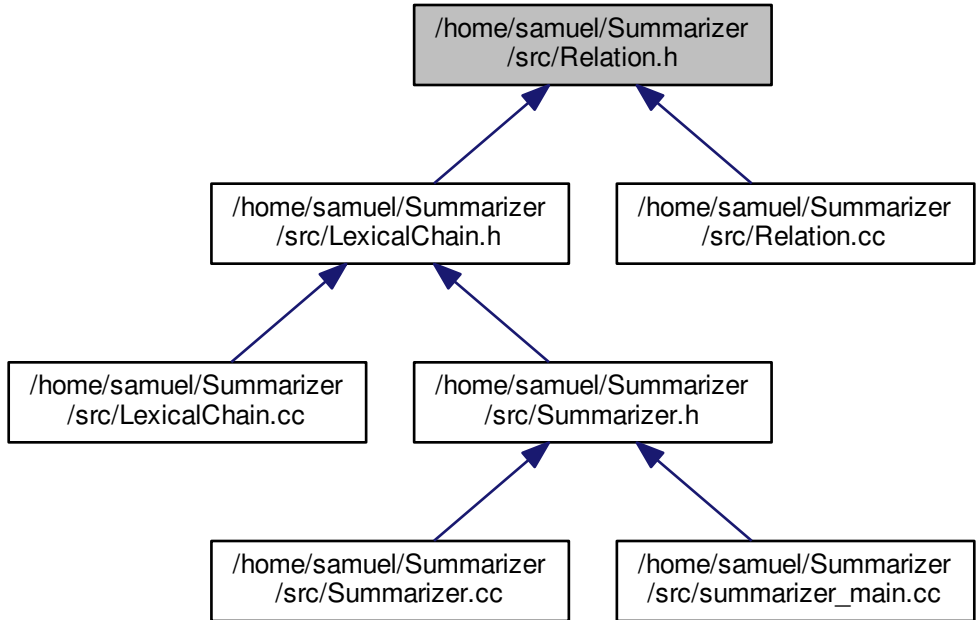 /home/samuel/Summarizer
/src/Relation.h
/home/samuel/Summarizer
/src/LexicalChain.h
/home/samuel/Summarizer
/src/Relation.cc
/home/samuel/Summarizer
/src/LexicalChain.cc
/home/samuel/Summarizer
/src/Summarizer.h
/home/samuel/Summarizer
/src/Summarizer.cc
/home/samuel/Summarizer
/src/summarizer_main.cc